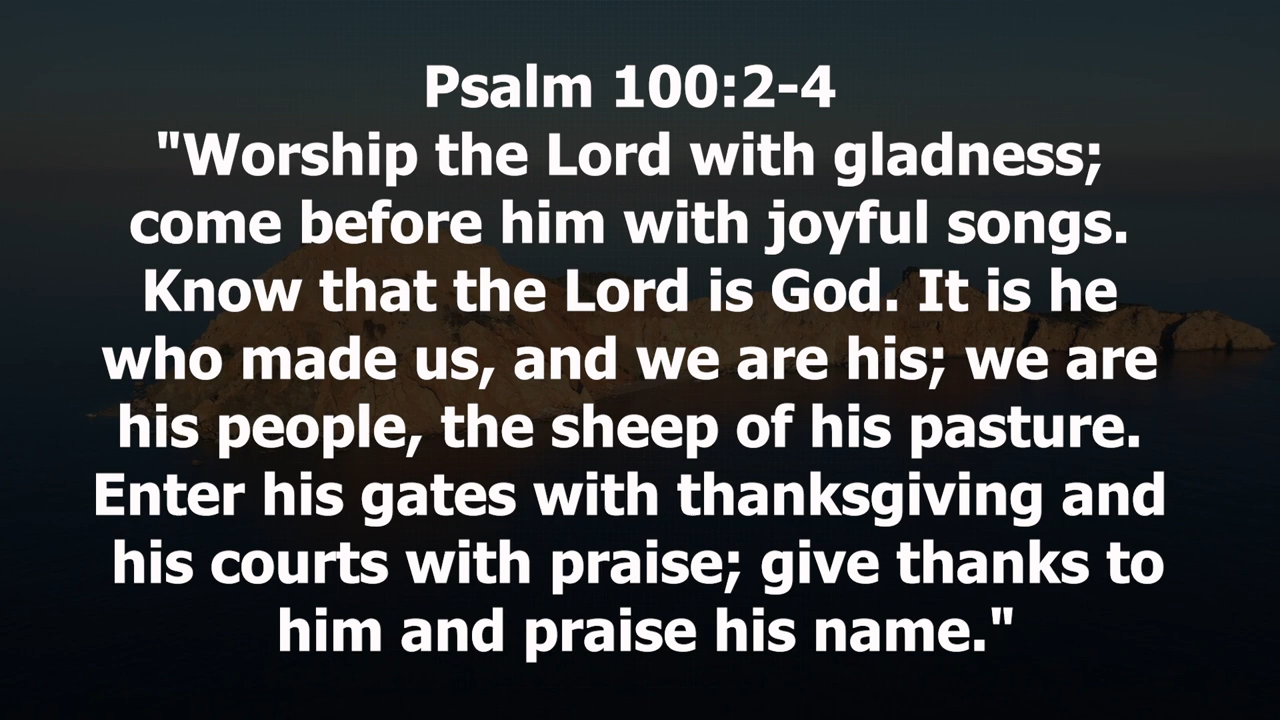 Psalm 100:2-4
"Worship the Lord with gladness;
come before him with joyful songs.
Know that the Lord is God. It is he
who made us, and we are his; we are
his people, the sheep of his pasture.
Enter his gates with thanksgiving and
his courts with praise; give thanks to
him and praise his name."